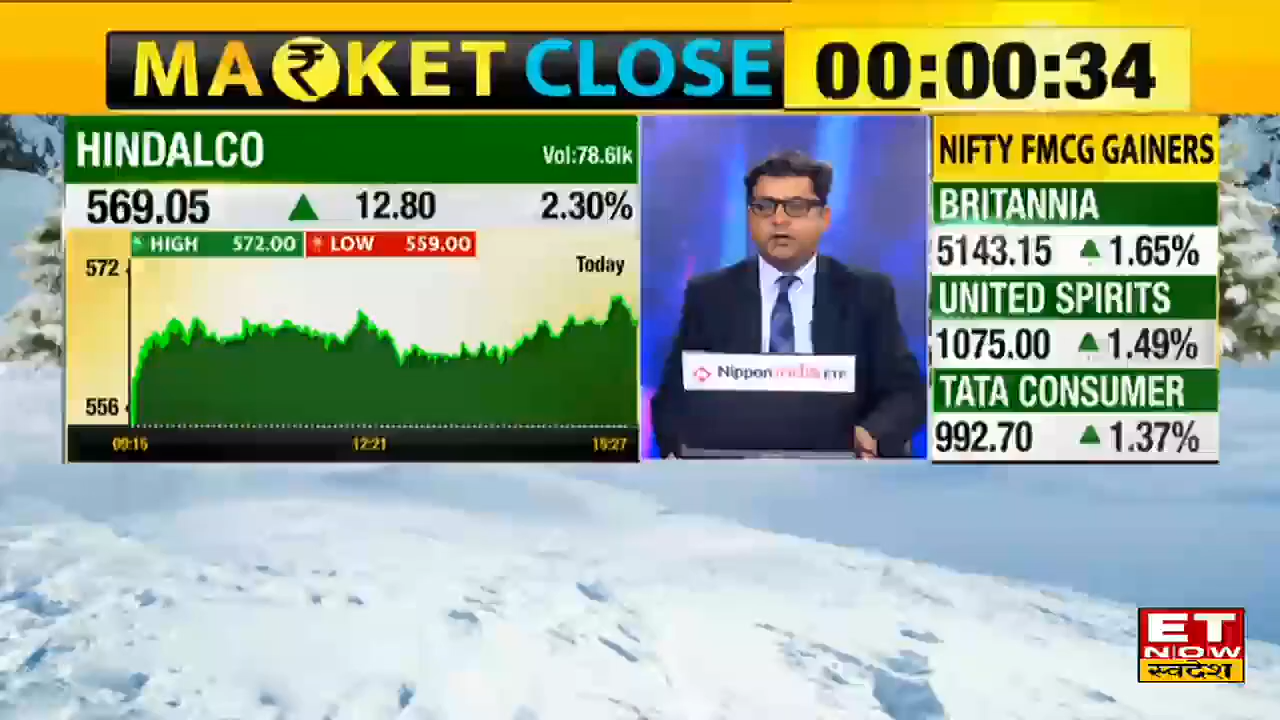 MA₹KET CLOSE 00:00:34
HINDALCO Vol:78.6lk
569.05 ▲ 12.80 2.30%
HIGH 572.00 LOW 559.00
572 Today
556
09:15 12:21 15:27
Nippon india ETF
NIFTY FMCG GAINERS
BRITANNIA
5143.15 ▲ 1.65%
UNITED SPIRITS
1075.00 ▲ 1.49%
TATA CONSUMER
992.70 ▲ 1.37%
ET
NOW
स्वदेश